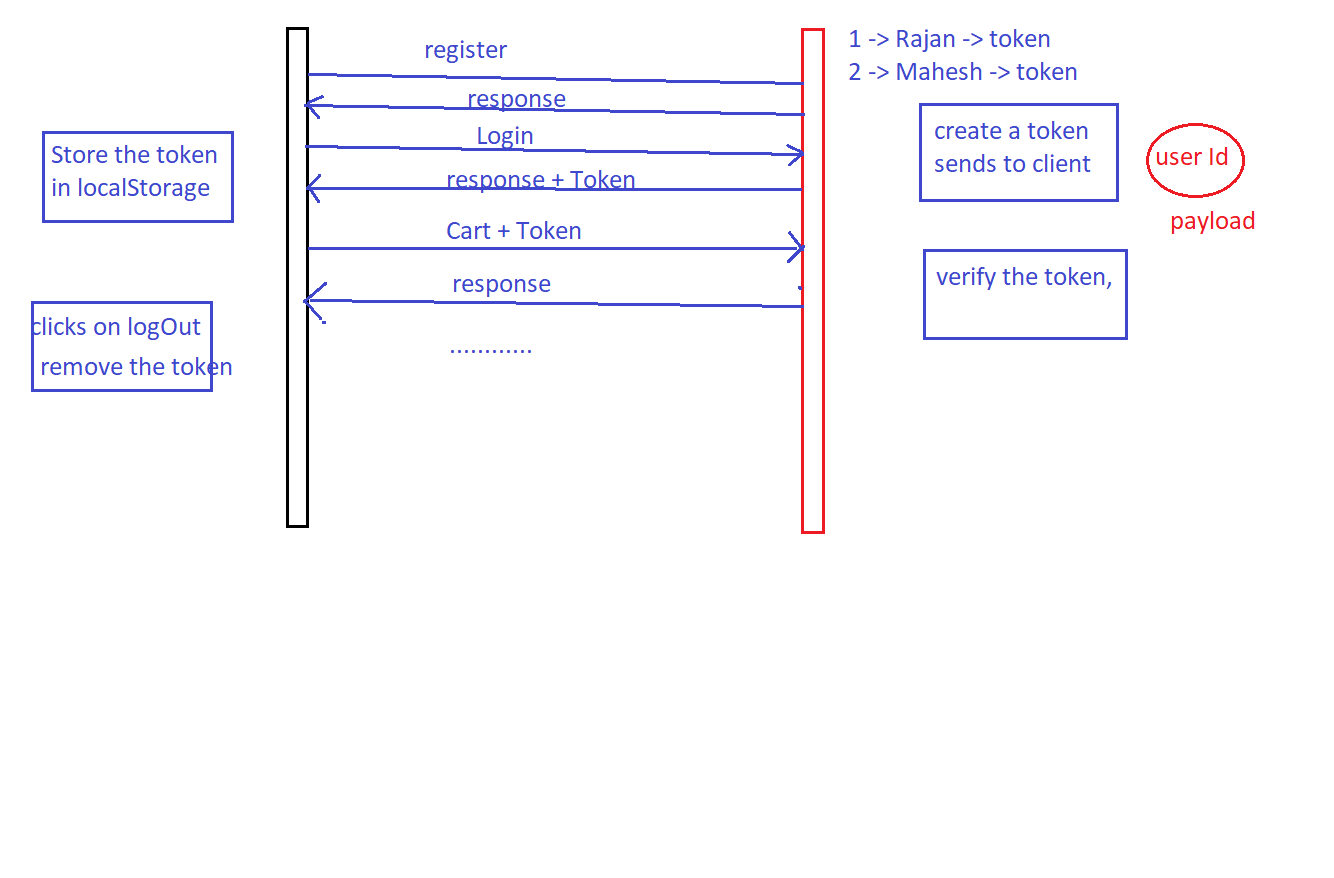 register
1 -> Rajan -> token
2 -> Mahesh -> token
response
Login
Store the token
in localStorage
create a token
sends to client
user Id
payload
response + Token
Cart + Token
verify the token,
response
clicks on logOut
remove the token
............